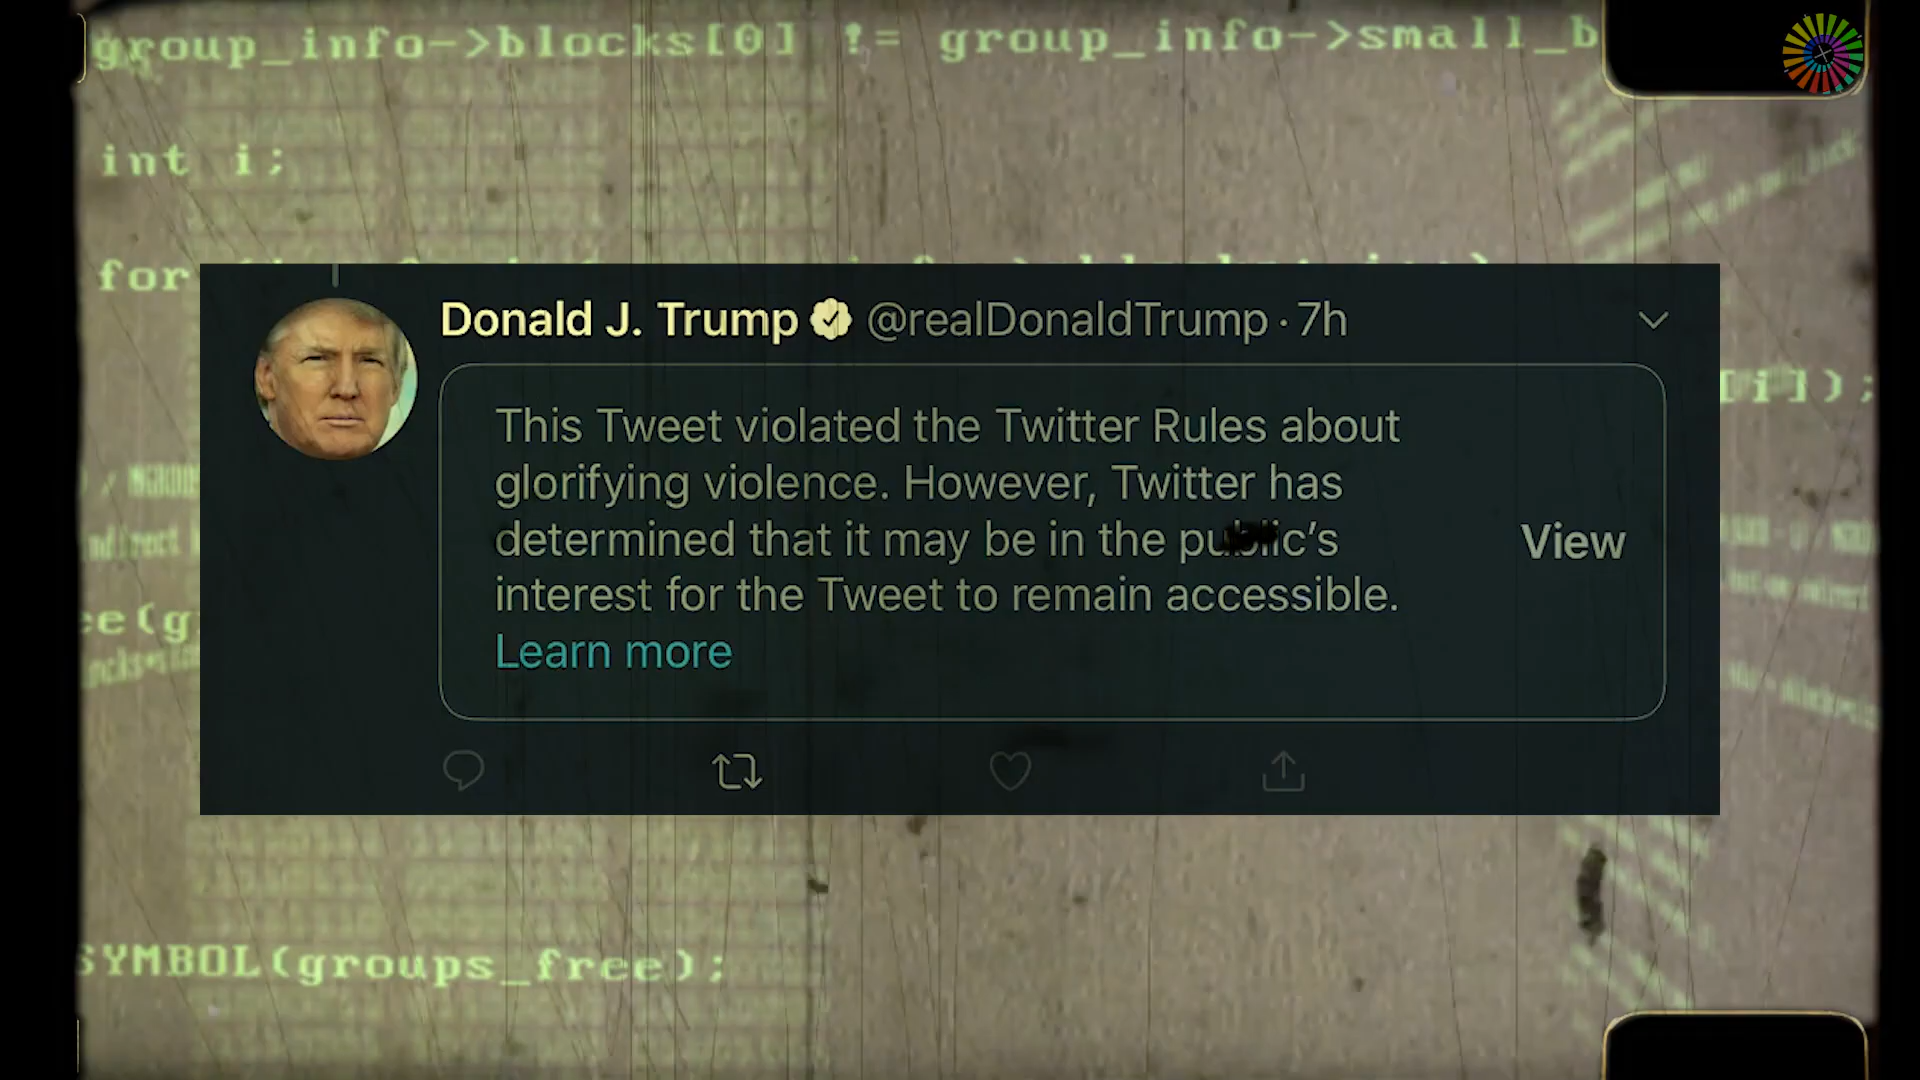 group_info->blocks[0] != group_info->small_b
int i;
for
Donald J. Trump @realDonaldTrump · 7h
[i]);
This Tweet violated the Twitter Rules about
glorifying violence. However, Twitter has
determined that it may be in the public’s
View
interest for the Tweet to remain accessible.
ee(g
Learn more
SYMBOL(groups_free);